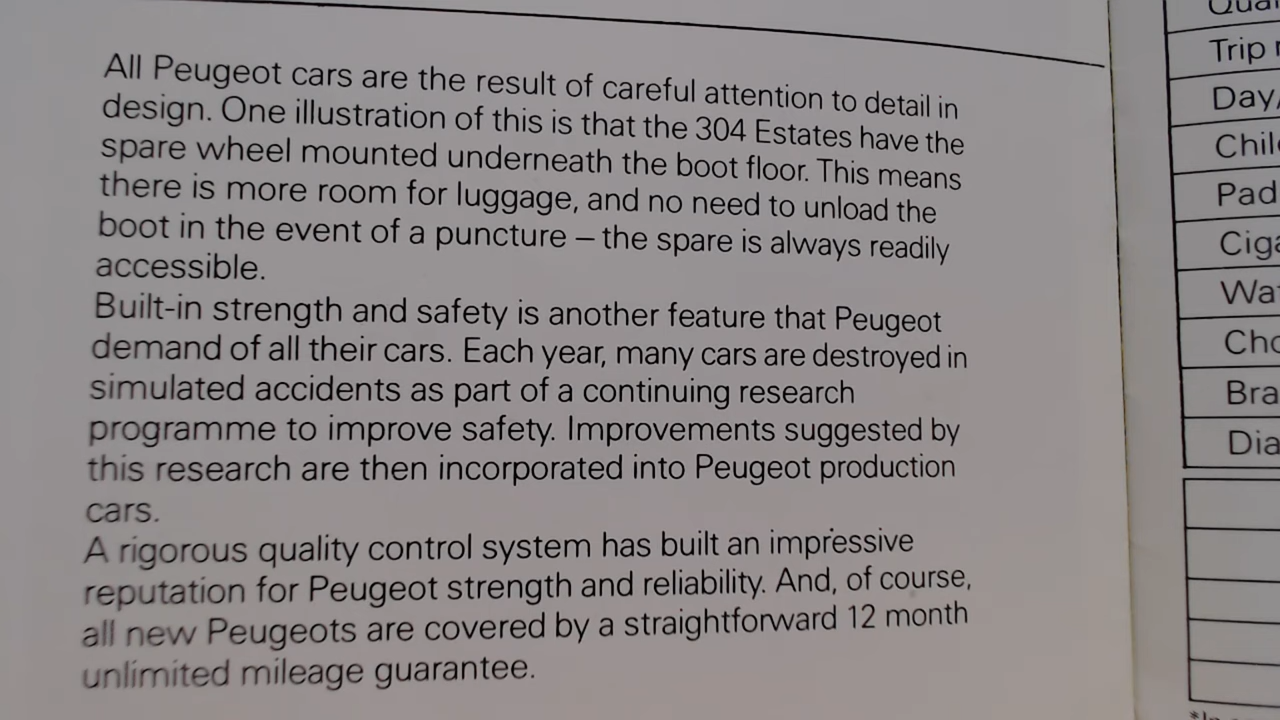 All Peugeot cars are the result of careful attention to detail in
design. One illustration of this is that the 304 Estates have the
spare wheel mounted underneath the boot floor. This means
there is more room for luggage, and no need to unload the
boot in the event of a puncture – the spare is always readily
accessible.
Built-in strength and safety is another feature that Peugeot
demand of all their cars. Each year, many cars are destroyed in
simulated accidents as part of a continuing research
programme to improve safety. Improvements suggested by
this research are then incorporated into Peugeot production
cars.
A rigorous quality control system has built an impressive
reputation for Peugeot strength and reliability. And, of course,
all new Peugeots are covered by a straightforward 12 month
unlimited mileage guarantee.
Trip